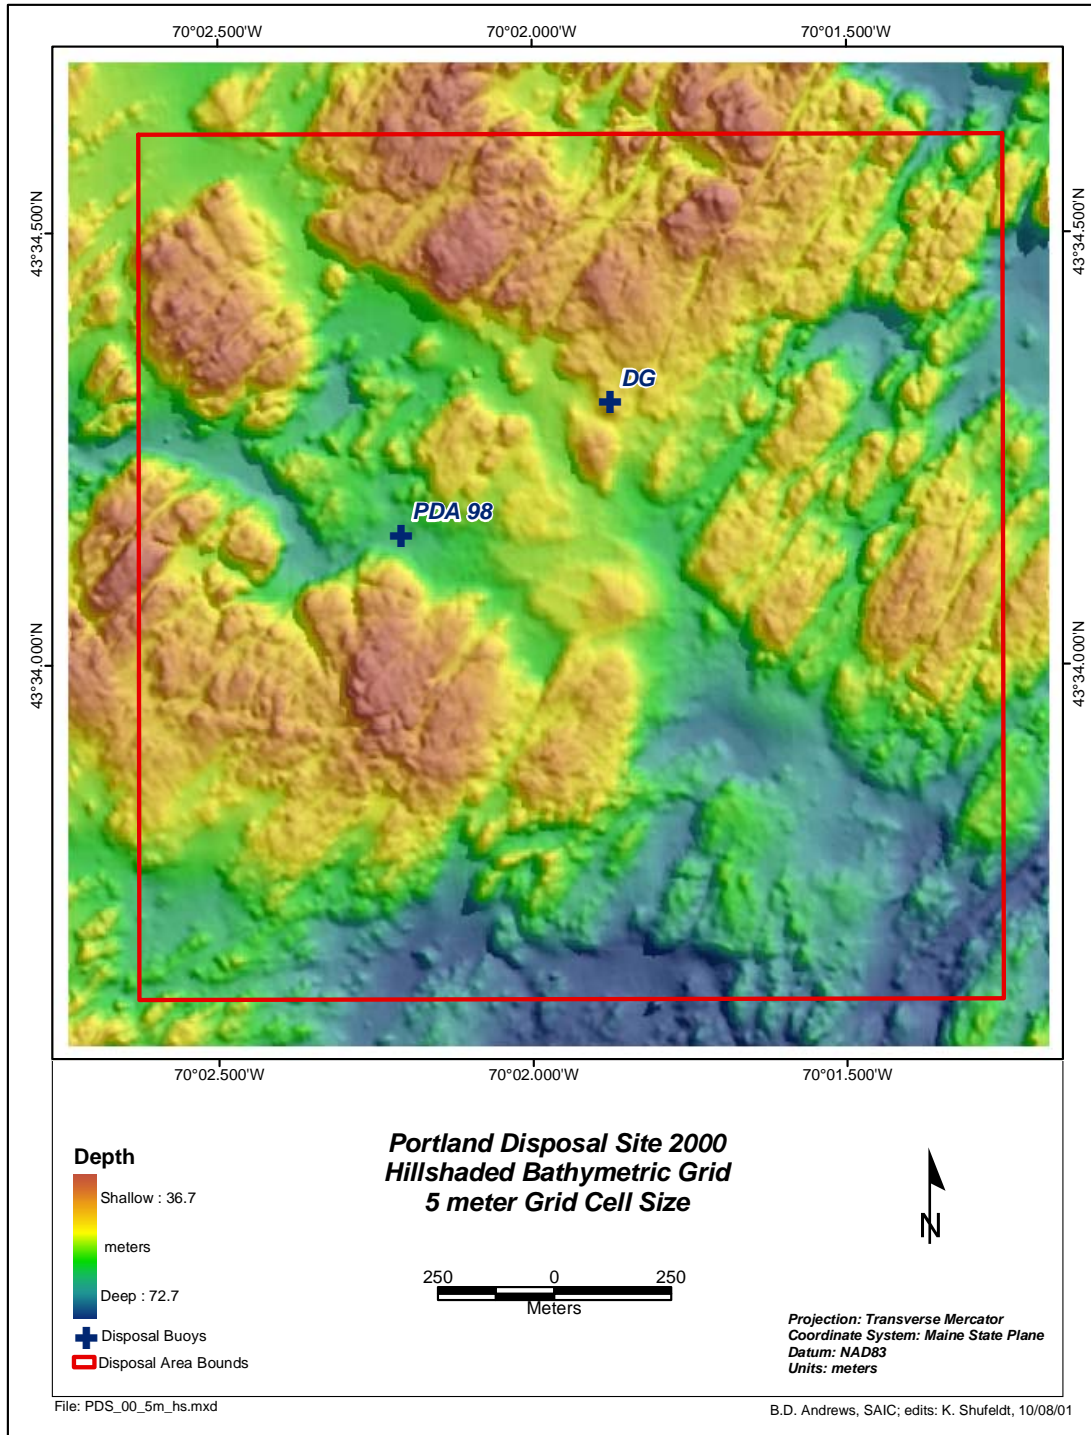 70°02.500'W
70°02.000'W
70°01.500'W
43°34.500'N
43°34.500'N
DG
PDA 98
43°34.000'N
43°34.000'N
70°02.500'W
70°02.000'W
70°01.500'W
Depth
Shallow : 36.7
meters
Deep : 72.7
Disposal Buoys
Disposal Area Bounds
Portland Disposal Site 2000
Hillshaded Bathymetric Grid
5 meter Grid Cell Size
250 0 250
Meters
N
Projection: Transverse Mercator
Coordinate System: Maine State Plane
Datum: NAD83
Units: meters
File: PDS_00_5m_hs.mxd
B.D. Andrews, SAIC; edits: K. Shufeldt, 10/08/01